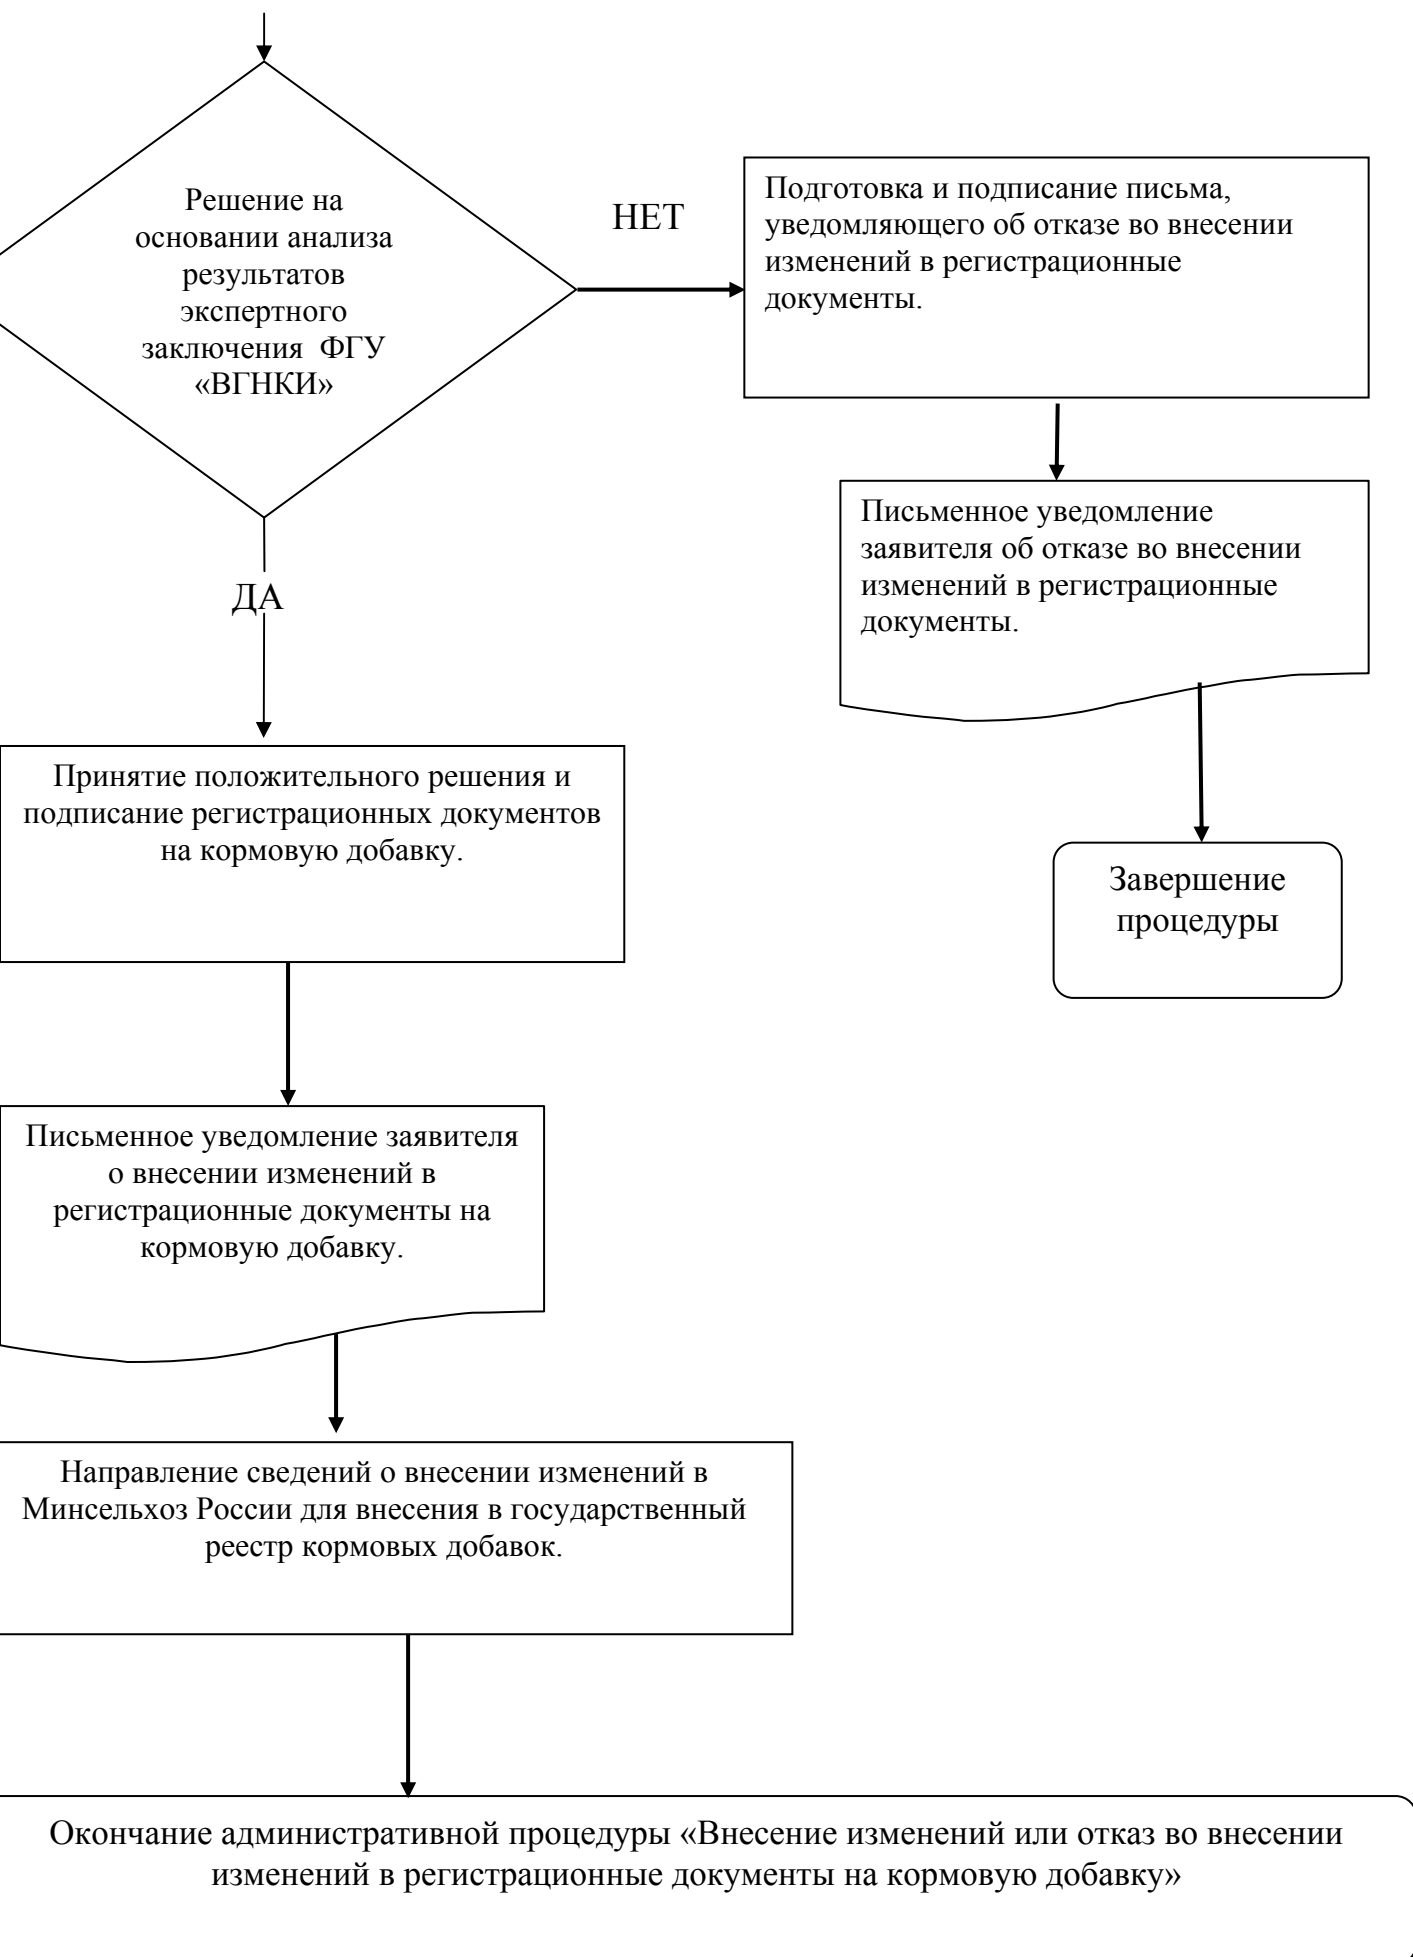 Решение на
основании анализа
результатов
экспертного
заключения ФГУ
«ВГНКИ»
НЕТ
Подготовка и подписание письма,
уведомляющего об отказе во внесении
изменений в регистрационные
документы.
Письменное уведомление
заявителя об отказе во внесении
изменений в регистрационные
документы.
ДА
Принятие положительного решения и
подписание регистрационных документов
на кормовую добавку.
Завершение
процедуры
Письменное уведомление заявителя
о внесении изменений в
регистрационные документы на
кормовую добавку.
Направление сведений о внесении изменений в
Минсельхоз России для внесения в государственный
реестр кормовых добавок.
Окончание административной процедуры «Внесение изменений или отказ во внесении
изменений в регистрационные документы на кормовую добавку»